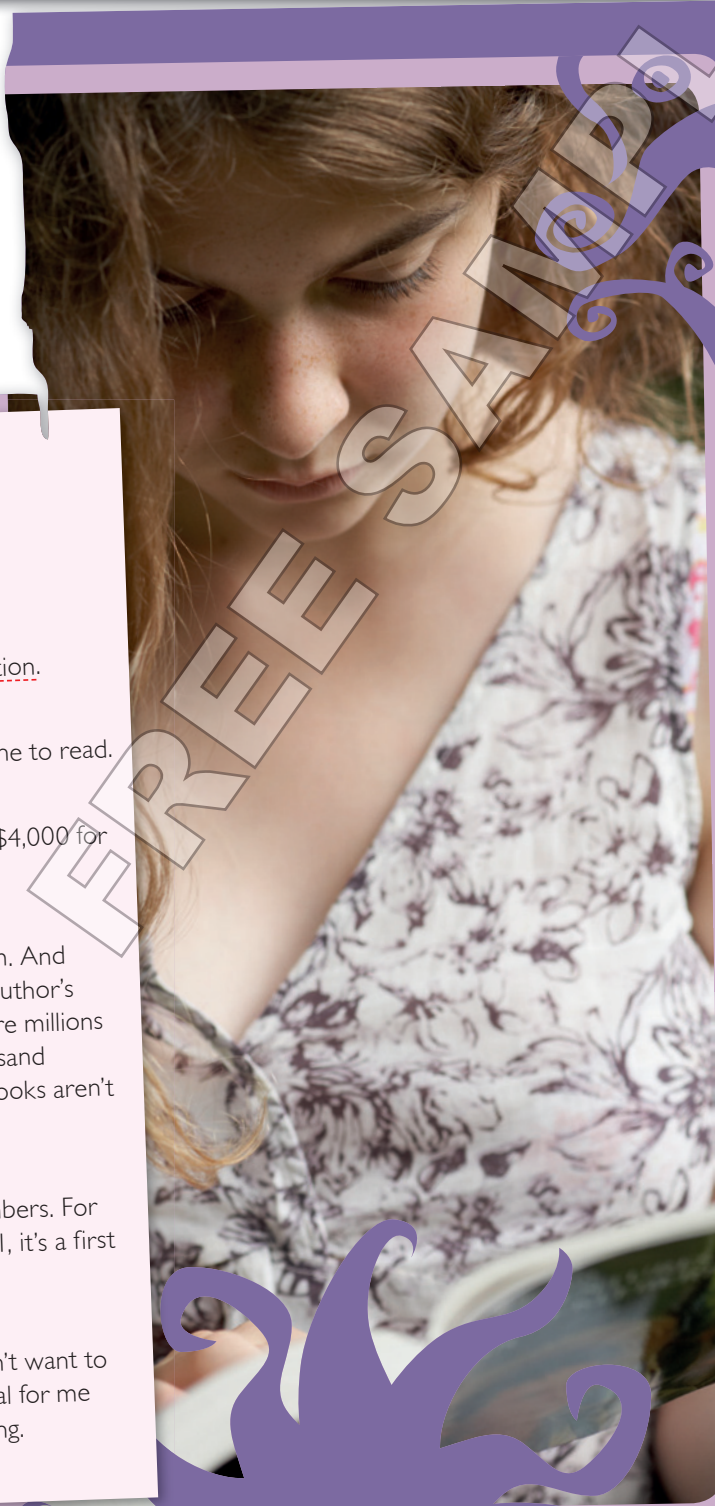 tion.
ne to read.
$4,000 for
n. And
uthor's
re millions
sand
ooks aren't
bers. For
l, it's a first
n't want to
al for me
ng.
FREE SAMPL